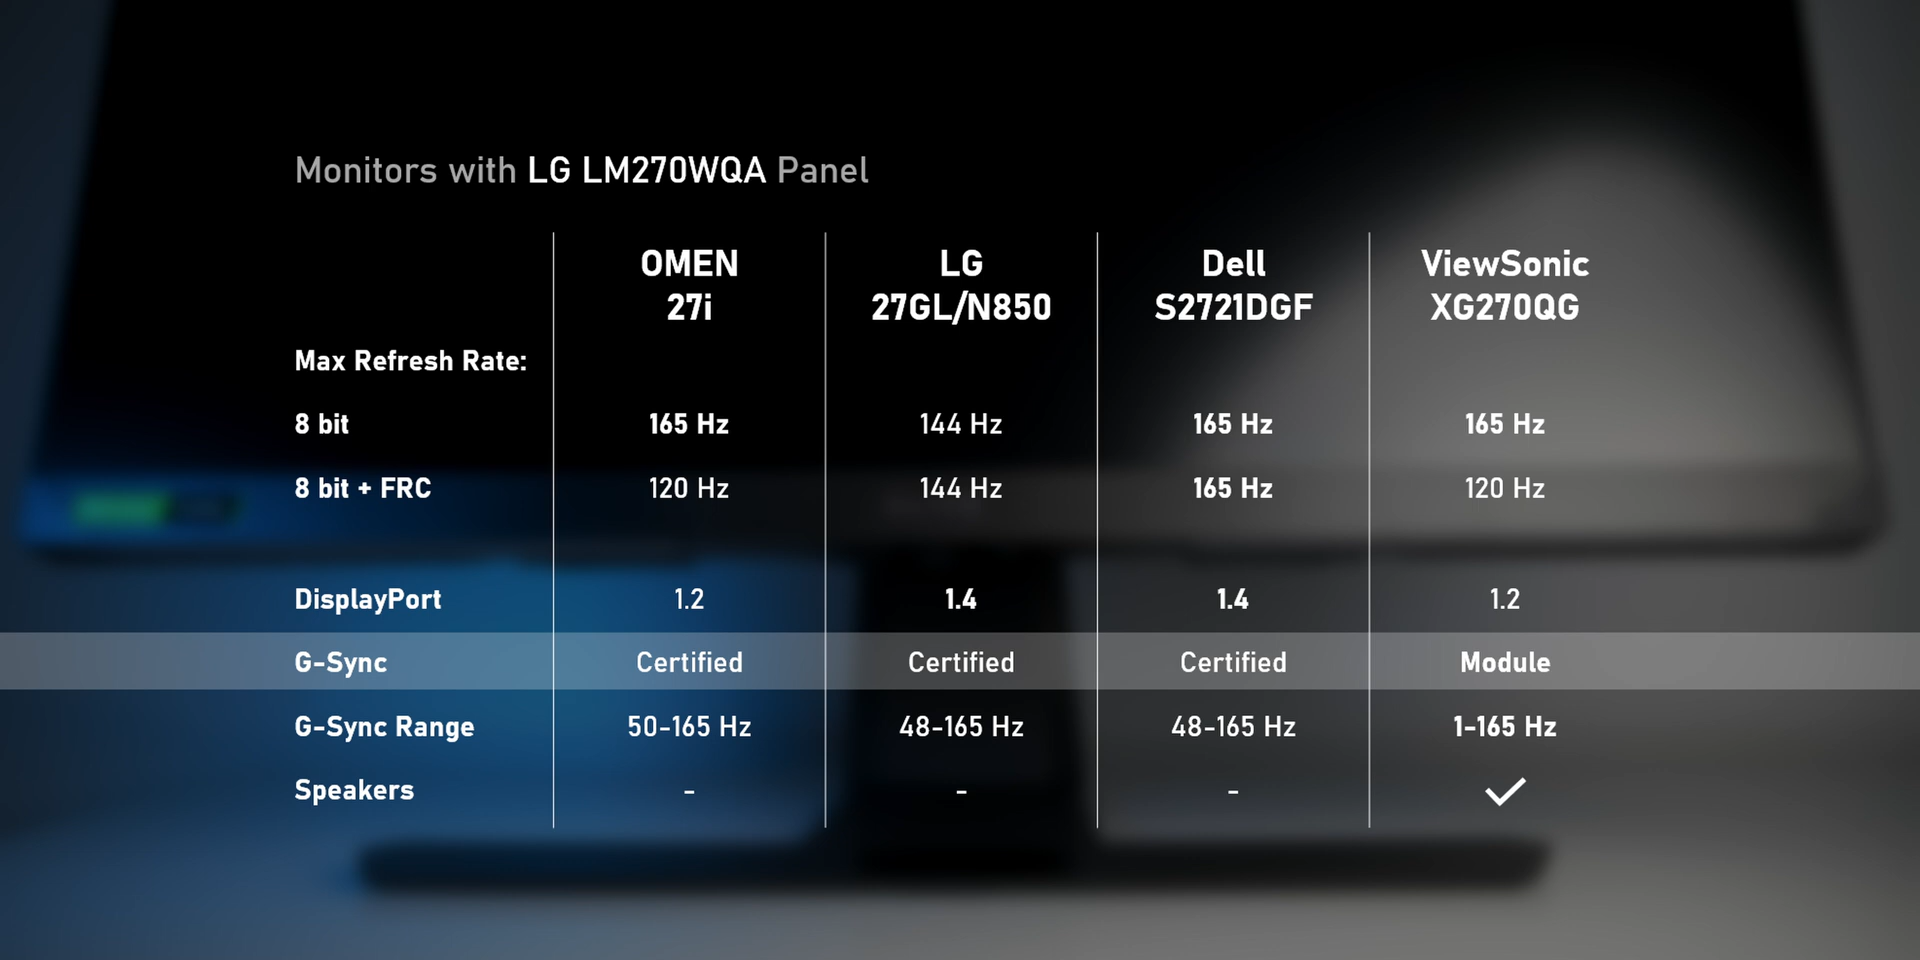 Monitors with LG LM270WQA Panel
OMEN 27i LG 27GL/N850 Dell S2721DGF ViewSonic XG270QG
Max Refresh Rate:
8 bit 165 Hz 144 Hz 165 Hz 165 Hz
8 bit + FRC 120 Hz 144 Hz 165 Hz 120 Hz
DisplayPort 1.2 1.4 1.4 1.2
G-Sync Certified Certified Certified Module
G-Sync Range 50-165 Hz 48-165 Hz 48-165 Hz 1-165 Hz
Speakers - - - ✓